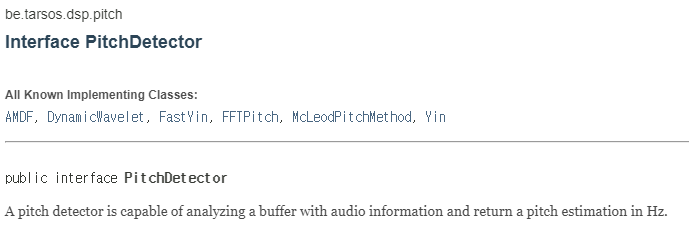 be.tarsos.dsp.pitch
Interface PitchDetector
All Known Implementing Classes:
AMDF, DynamicWavelet, FastYin, FFTPitch, McLeodPitchMethod, Yin
public interface PitchDetector
A pitch detector is capable of analyzing a buffer with audio information and return a pitch estimation in Hz.